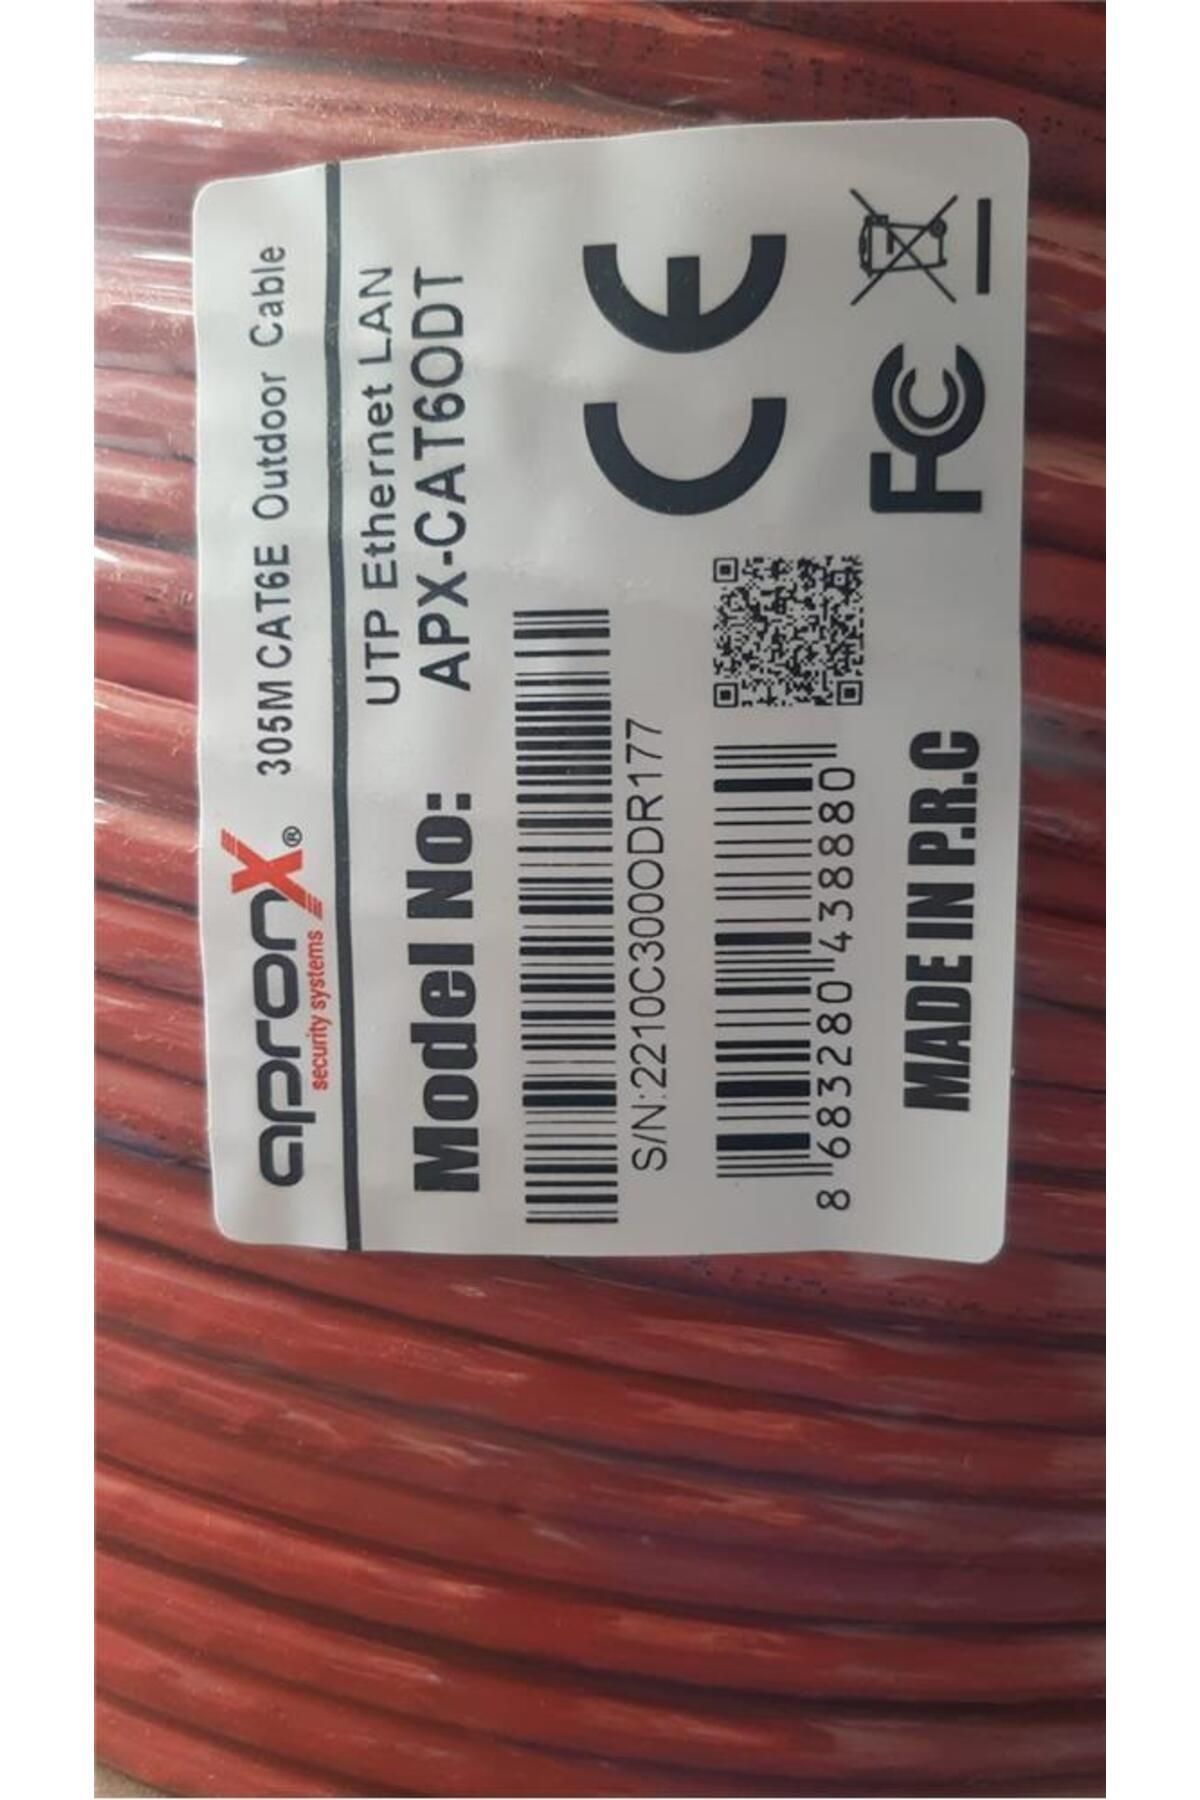 apronX® 305M CAT6E Outdoor Cable
security systems
UTP Ethernet LAN
Model No: APX-CAT6ODT
S/N:2210C300ODR177
8 683280 438880
MADE IN P.R.C
CE
FC